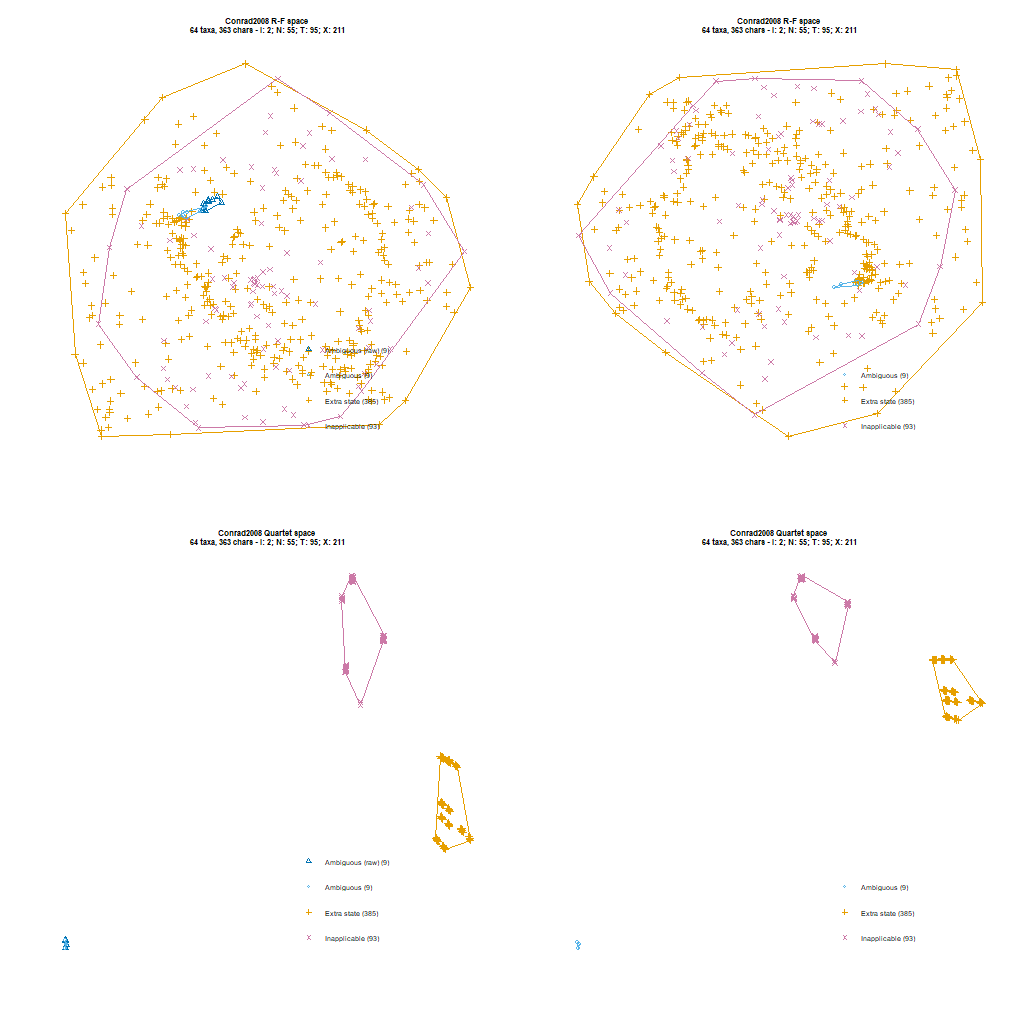 Conrad2008 R-F space
64 taxa, 363 chars - I: 2; N: 55; T: 95; X: 211
Ambiguous (raw) (9)
Ambiguous (9)
Extra state (385)
Inapplicable (93)
Conrad2008 R-F space
64 taxa, 363 chars - I: 2; N: 55; T: 95; X: 211
Ambiguous (9)
Extra state (385)
Inapplicable (93)
Conrad2008 Quartet space
64 taxa, 363 chars - I: 2; N: 55; T: 95; X: 211
Ambiguous (raw) (9)
Ambiguous (9)
Extra state (385)
Inapplicable (93)
Conrad2008 Quartet space
64 taxa, 363 chars - I: 2; N: 55; T: 95; X: 211
Ambiguous (9)
Extra state (385)
Inapplicable (93)